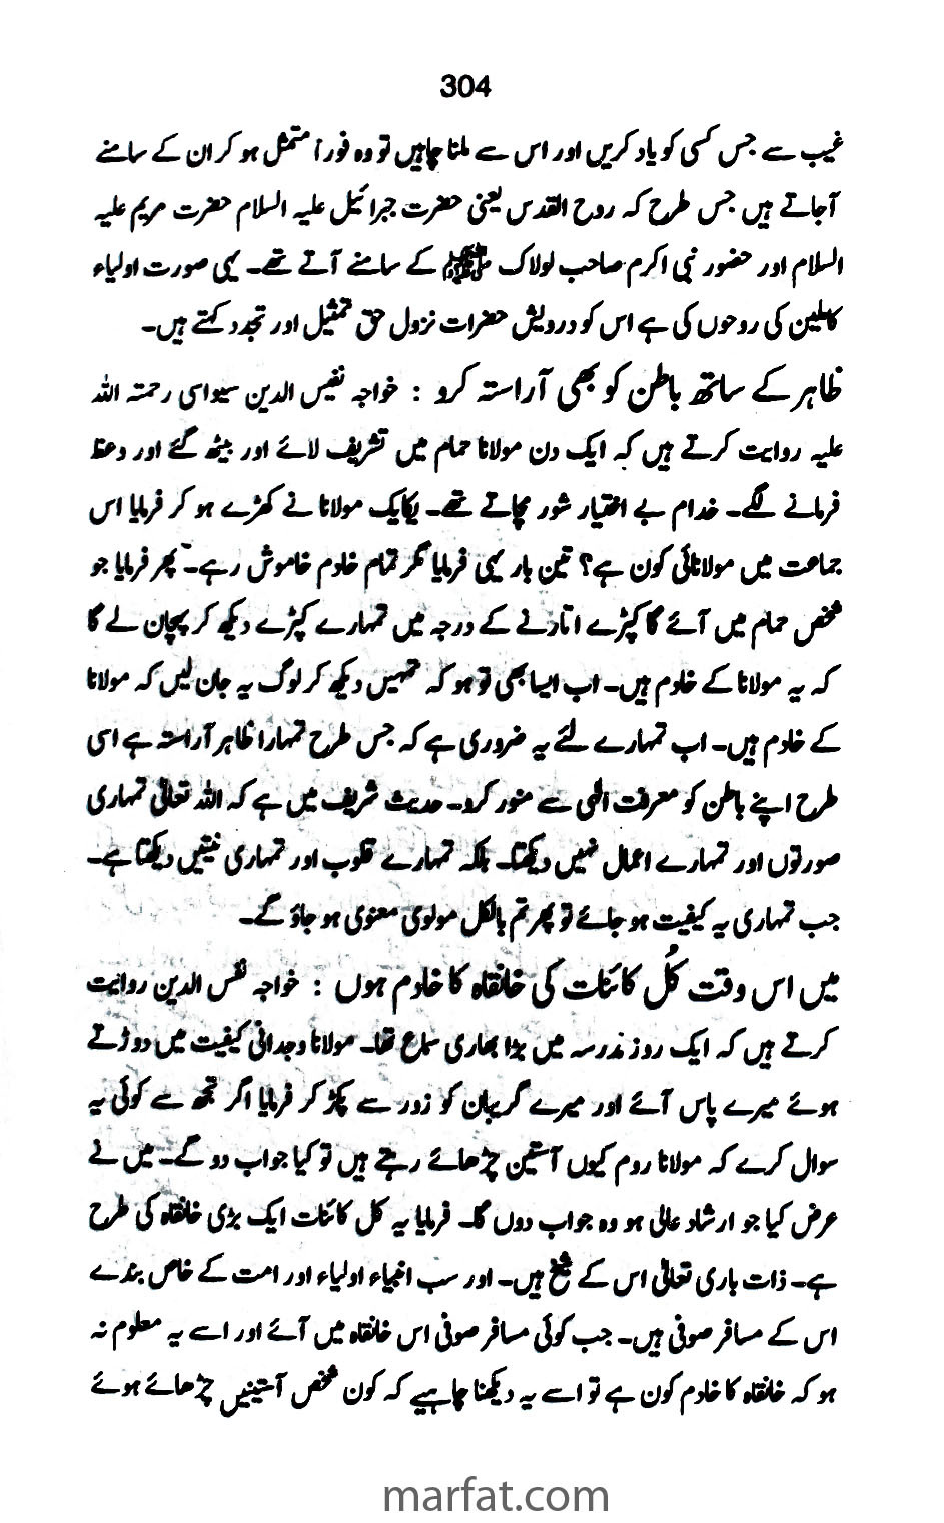 304
غیب سے جس کسی کو یاد کریں اور اس سے ملنا چاہیں تو وہ فوراً متمثل ہو کر ان کے سامنے
آجاتے ہیں جس طرح کہ روح القدس یعنی حضرت جبرائیل علیہ السلام حضرت مریم علیہ
السلام اور حضور نبی اکرم صاحب لولاک ﷺ کے سامنے آتے تھے۔ یہی صورت اولیاء
کاملین کی روحوں کی ہے اس کو درویش حضرات نزول حق تمثیل اور تجدد کہتے ہیں۔
ظاہر کے ساتھ باطن کو بھی آراستہ کرو : خواجہ نفیس الدین سیواسی رحمتہ اللہ
علیہ روایت کرتے ہیں کہ ایک دن مولانا حمام میں تشریف لائے اور بیٹھ گئے اور وعظ
فرمانے لگے۔ خدام بے اختیار شور مچاتے تھے۔ یکایک مولانا نے کھڑے ہو کر فرمایا اس
جماعت میں مولانائی کون ہے؟ تین بار یہی فرمایا مگر تمام خادم خاموش رہے۔ پھر فرمایا جو
شخص حمام میں آئے گا کپڑے اتارنے کے درجہ میں تمہارے کپڑے دیکھ کر پہچان لے گا
کہ یہ مولانا کے خادم ہیں۔ اب ایسا بھی تو ہو کہ تمہیں دیکھ کر لوگ یہ جان لیں کہ مولانا
کے خادم ہیں۔ اب تمہارے لئے یہ ضروری ہے کہ جس طرح تمہارا ظاہر آراستہ ہے اسی
طرح اپنے باطن کو معرفت الٰہی سے منور کرو۔ حدیث شریف میں ہے کہ اللہ تعالیٰ تمہاری
صورتوں اور تمہارے اعمال نہیں دیکھتا۔ بلکہ تمہارے قلوب اور تمہاری نیتیں دیکھتا ہے۔
جب تمہاری یہ کیفیت ہو جائے تو پھر تم بالکل مولوی معنوی ہو جاؤ گے۔
میں اس وقت کُل کائنات کی خانقاہ کا خادم ہوں : خواجہ نفس الدین روایت
کرتے ہیں کہ ایک روز مدرسہ میں بڑا بھاری سماع تھا۔ مولانا وجدانی کیفیت میں دوڑتے
ہوئے میرے پاس آئے اور میرے گریبان کو زور سے پکڑ کر فرمایا اگر تجھ سے کوئی یہ
سوال کرے کہ مولانا روم کیوں آستین چڑھائے رہتے ہیں تو کیا جواب دو گے۔ میں نے
عرض کیا جو ارشاد عالی ہو وہ جواب دوں گا۔ فرمایا یہ کل کائنات ایک بڑی خانقاہ کی طرح
ہے۔ ذات باری تعالیٰ اس کے شیخ ہیں۔ اور سب انبیاء اولیاء اور امت کے خاص بندے
اس کے مسافر صوفی ہیں۔ جب کوئی مسافر صوفی اس خانقاہ میں آئے اور اسے یہ معلوم نہ
ہو کہ خانقاہ کا خادم کون ہے تو اسے یہ دیکھنا چاہیے کہ کون شخص آستینیں چڑھائے ہوئے
marfat.com